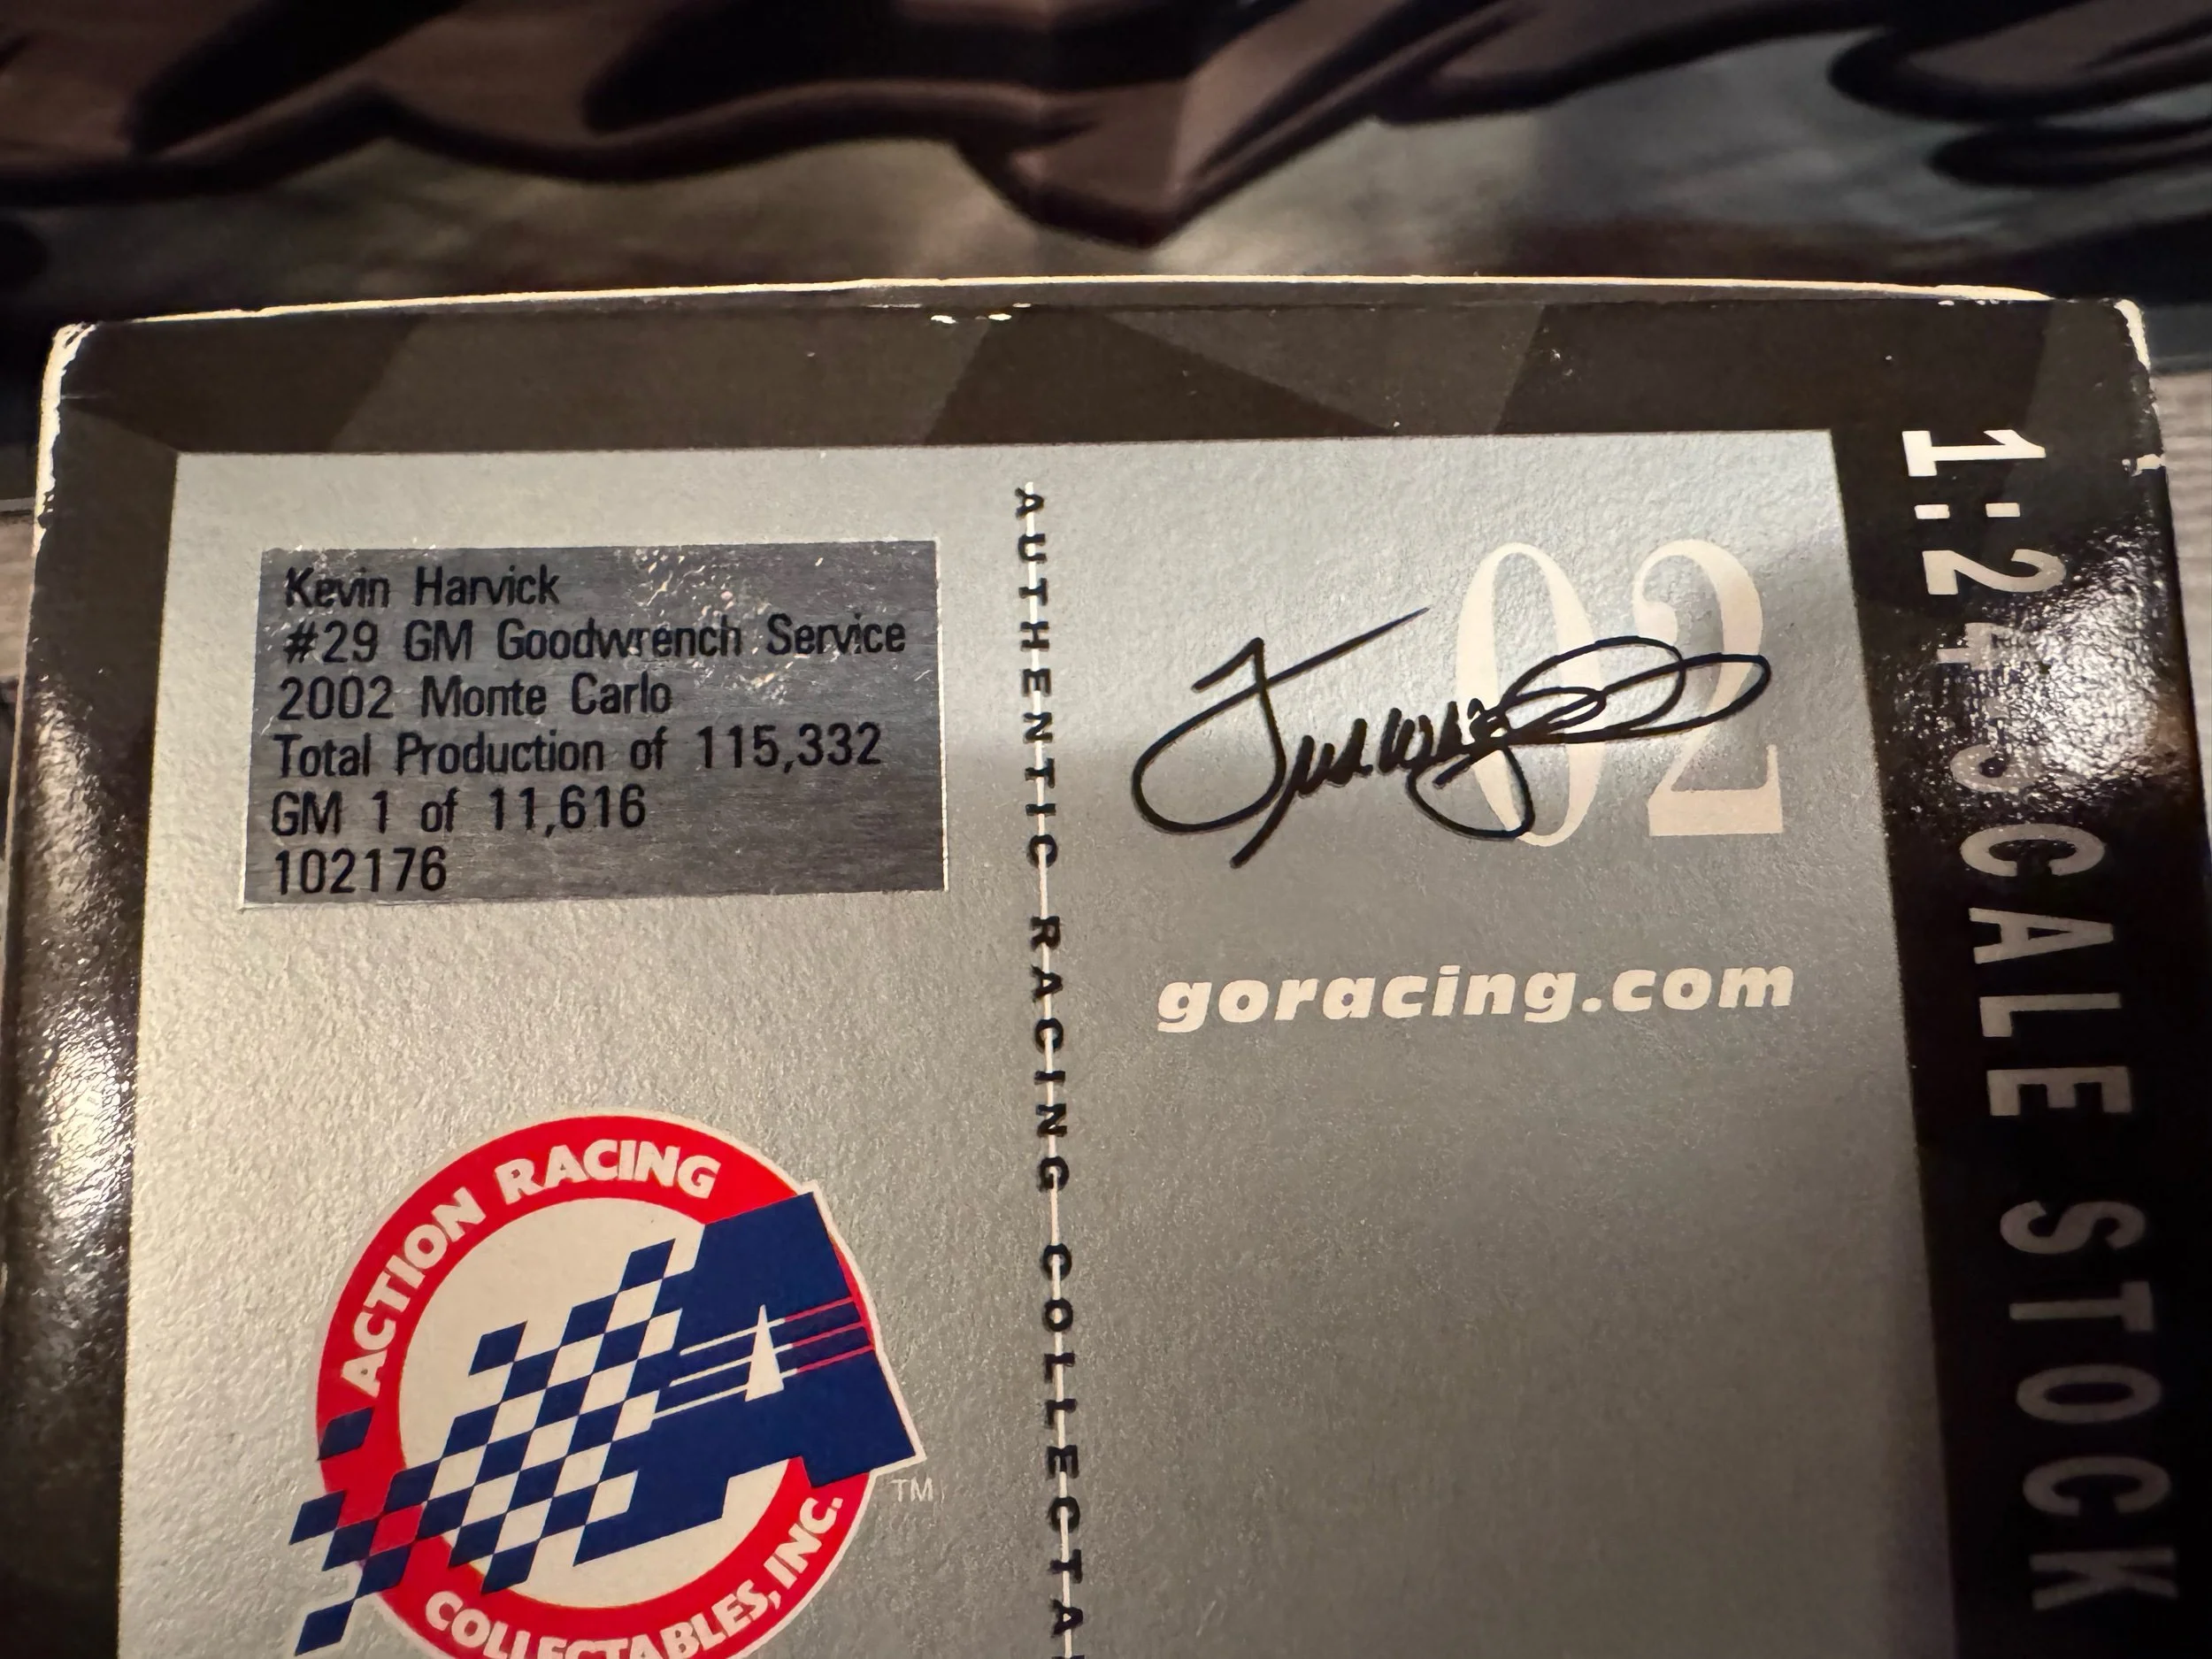 Kevin Harvick
#29 GM Goodwrench Service
2002 Monte Carlo
Total Production of 115,332
GM 1 of 11,616
102176
ACTION RACING
COLLECTABLES, INC.
TM
AUTHENTIC RACING COLLECTA
02
goracing.com
1:24 SCALE STOCK